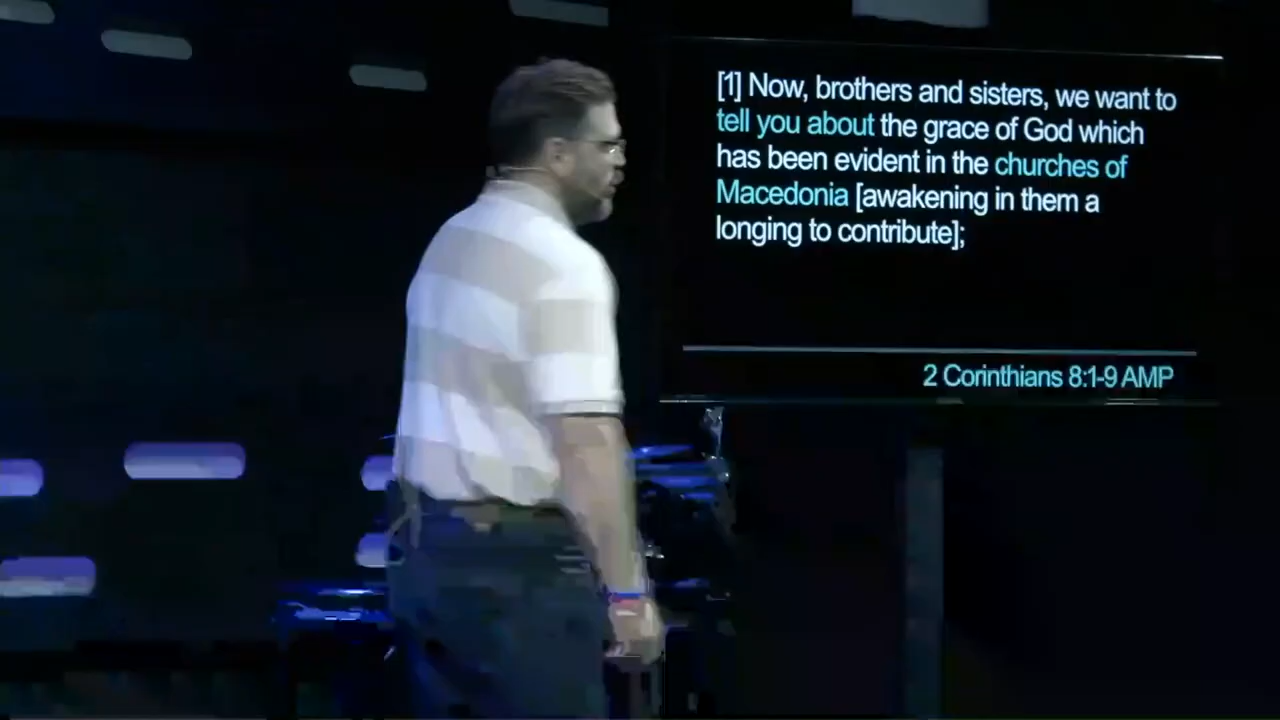 [1] Now, brothers and sisters, we want to
tell you about the grace of God which
has been evident in the churches of
Macedonia [awakening in them a
longing to contribute];
2 Corinthians 8:1-9 AMP